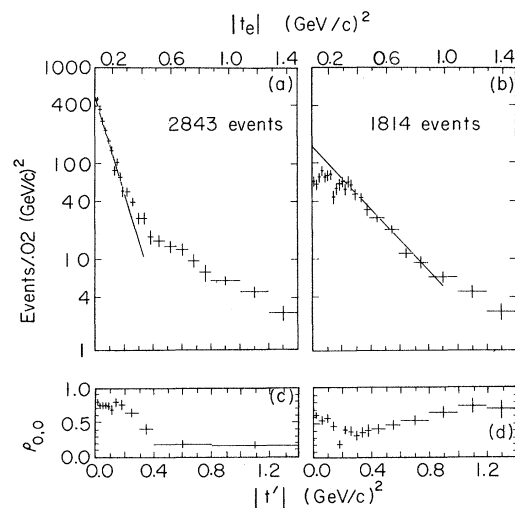 |t_e| (GeV/c)²
0.2 0.6 1.0 1.4 0.2 0.6 1.0 1.4
1000
400
100
40
10
4
1
Events/.02 (GeV/c)²
(a)
2843 events
(b)
1814 events
1.0
0.5
0.0
ρ₀,₀
(c)
(d)
0.0 0.4 0.8 1.2 0.0 0.4 0.8 1.2
|t'| (GeV/c)²